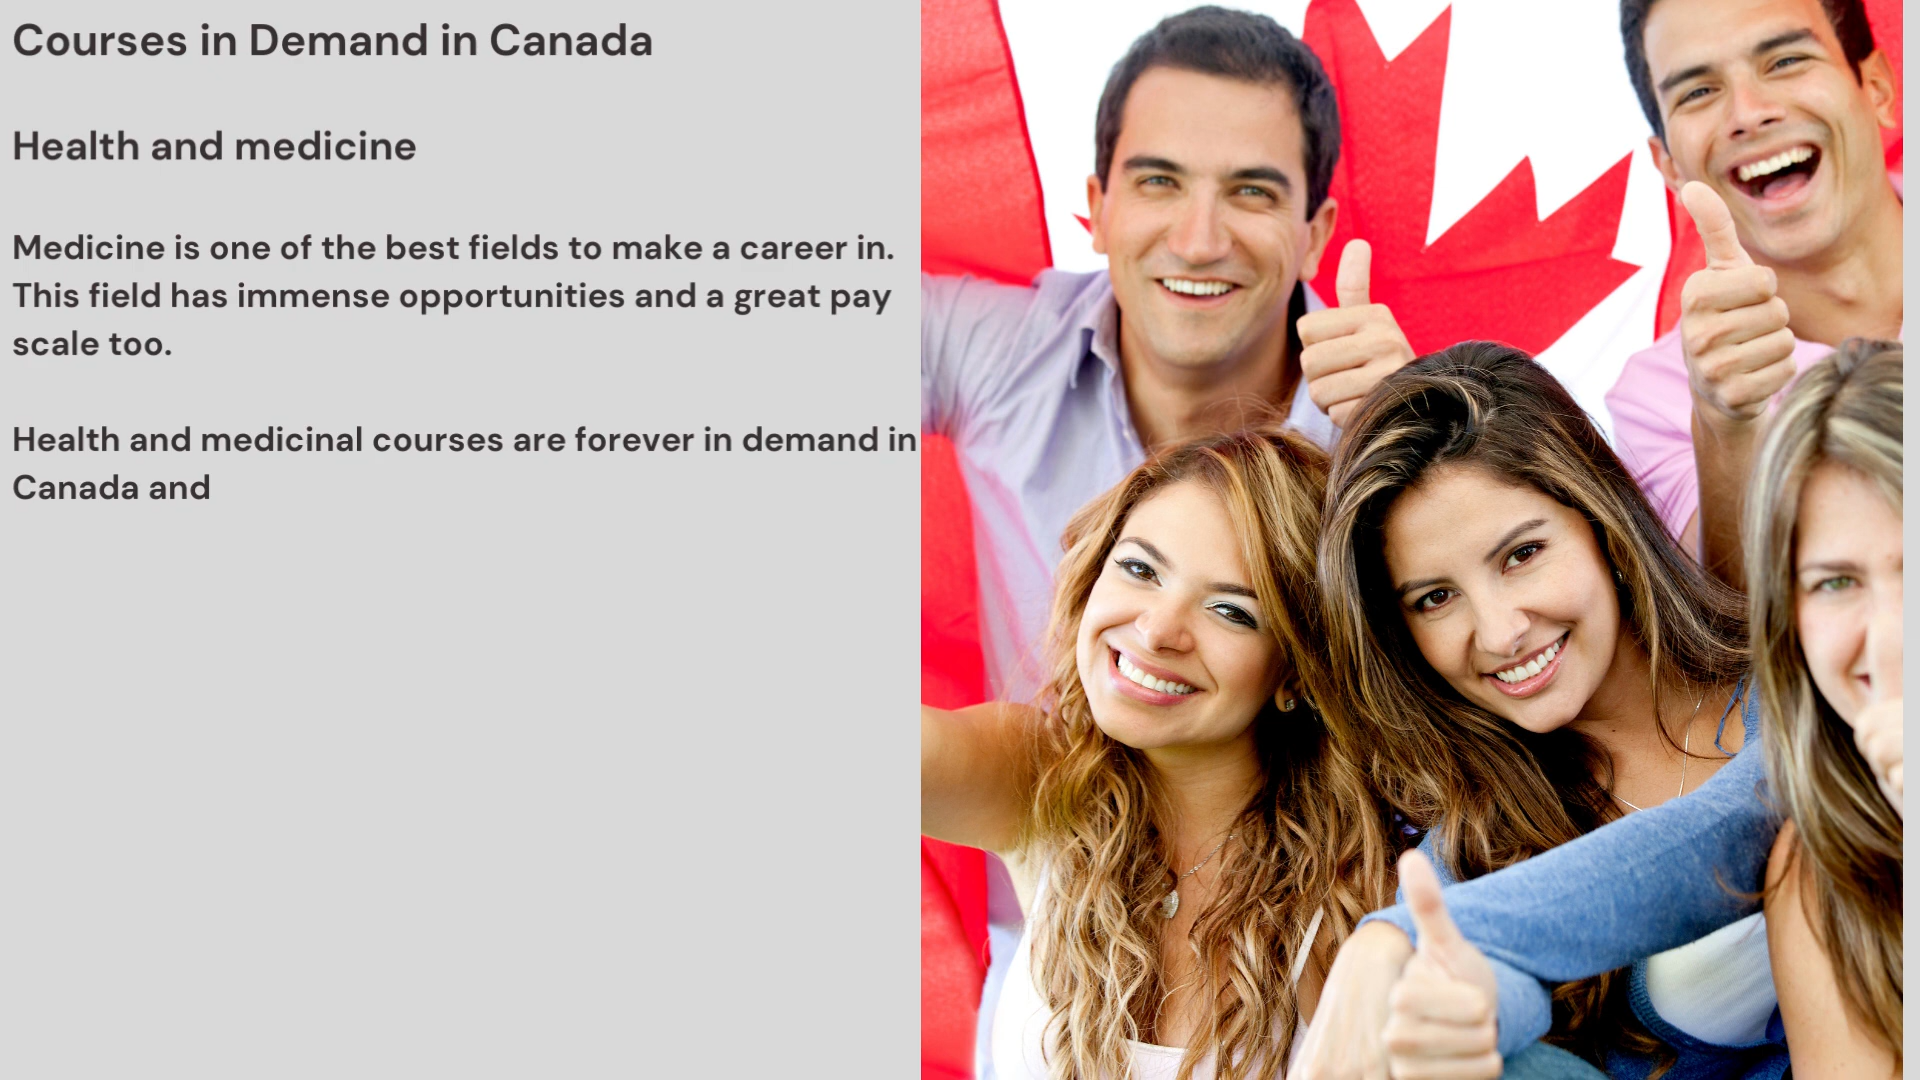 Courses in Demand in Canada
Health and medicine
Medicine is one of the best fields to make a career in.
This field has immense opportunities and a great pay
scale too.
Health and medicinal courses are forever in demand in
Canada and